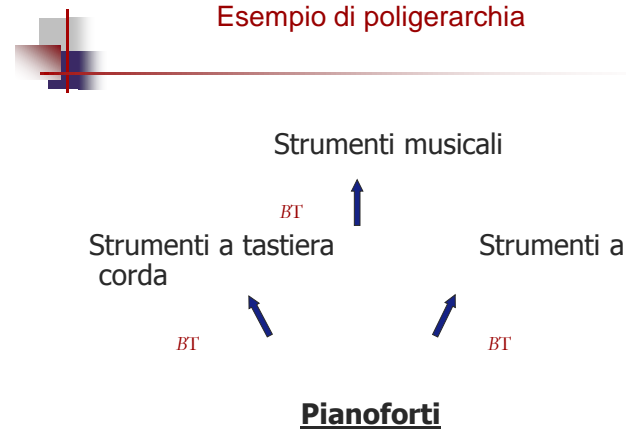 Esempio di poligerarchia
Strumenti musicali
BT
Strumenti a tastiera Strumenti a
corda
BT BT
Pianoforti